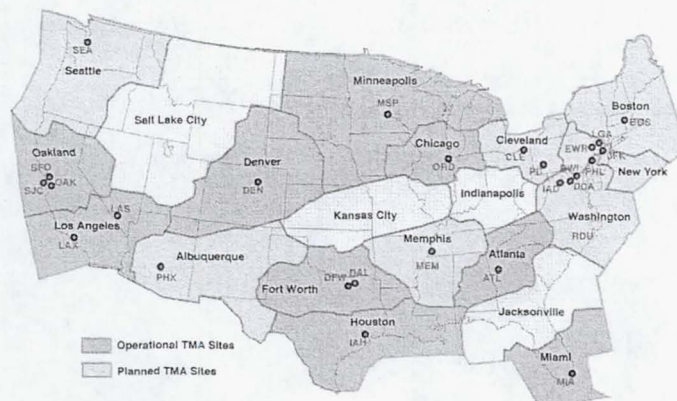 SEA
Seattle
Minneapolis
MSP
Boston
BOS
Salt Lake City
Chicago
ORD
Cleveland
CLE
LGA
EWR
JFK
Oakland
SFO
OAK
SJC
Denver
DEN
PIT
PHL
New York
BWI
IAD
DCA
Indianapolis
LAS
Kansas City
Washington
Los Angeles
LAX
Albuquerque
PHX
Memphis
MEM
RDU
Atlanta
ATL
DFW
DAL
Fort Worth
Jacksonville
Houston
IAH
Operational TMA Sites
Miami
MIA
Planned TMA Sites